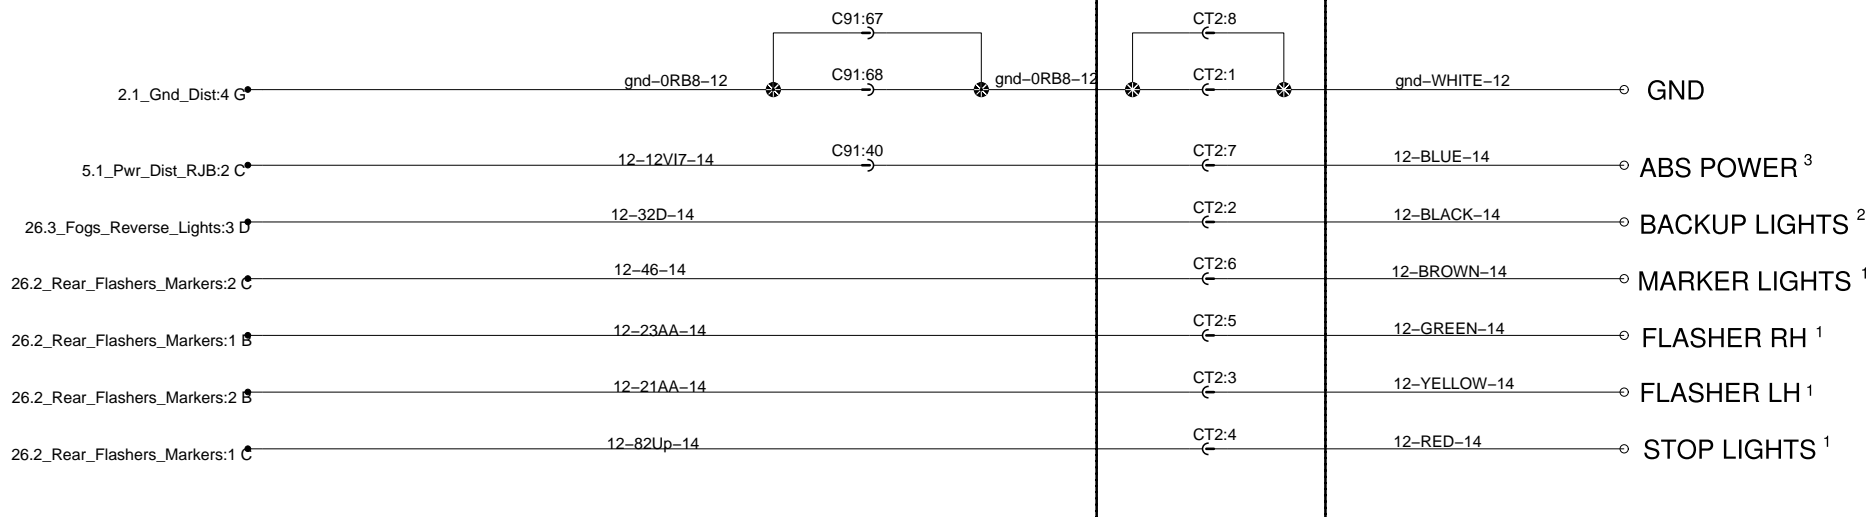 C91:67 CT2:8
2.1_Gnd_Dist:4 G gnd–0RB8–12 C91:68 gnd–0RB8–12 CT2:1 gnd–WHITE–12 GND
5.1_Pwr_Dist_RJB:2 C 12–12VI7–14 C91:40 CT2:7 12–BLUE–14 ABS POWER 3
26.3_Fogs_Reverse_Lights:3 D 12–32D–14 CT2:2 12–BLACK–14 BACKUP LIGHTS 2
26.2_Rear_Flashers_Markers:2 C 12–46–14 CT2:6 12–BROWN–14 MARKER LIGHTS 1
26.2_Rear_Flashers_Markers:1 B 12–23AA–14 CT2:5 12–GREEN–14 FLASHER RH 1
26.2_Rear_Flashers_Markers:2 B 12–21AA–14 CT2:3 12–YELLOW–14 FLASHER LH 1
26.2_Rear_Flashers_Markers:1 C 12–82Up–14 CT2:4 12–RED–14 STOP LIGHTS 1